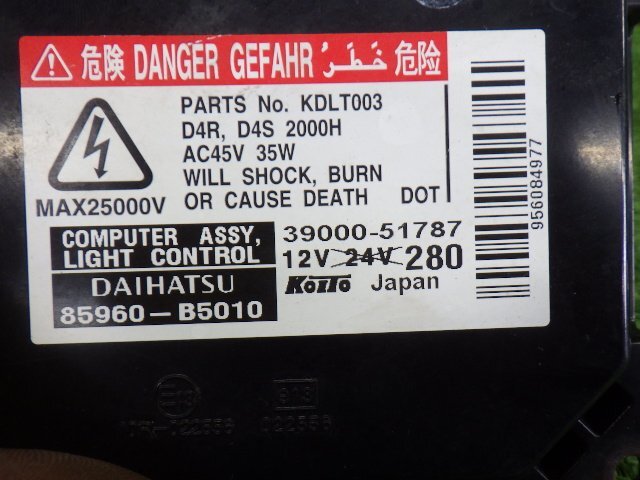 危険 DANGER GEFAHR خَطَر 危险
PARTS No. KDLT003
D4R, D4S 2000H
AC45V 35W
WILL SHOCK, BURN
OR CAUSE DEATH DOT
MAX25000V
COMPUTER ASSY,
LIGHT CONTROL
DAIHATSU
85960-B5010
39000-51787
12V 24V 280
KOITO Japan
956084977
022556